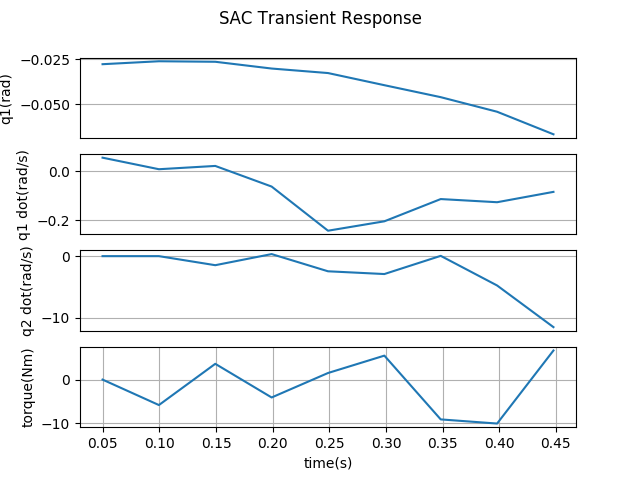 SAC Transient Response
−0.025
−0.050
q1(rad)
0.0
−0.2
q1 dot(rad/s)
0
−10
q2 dot(rad/s)
0
−10
torque(Nm)
0.05 0.10 0.15 0.20 0.25 0.30 0.35 0.40 0.45
time(s)